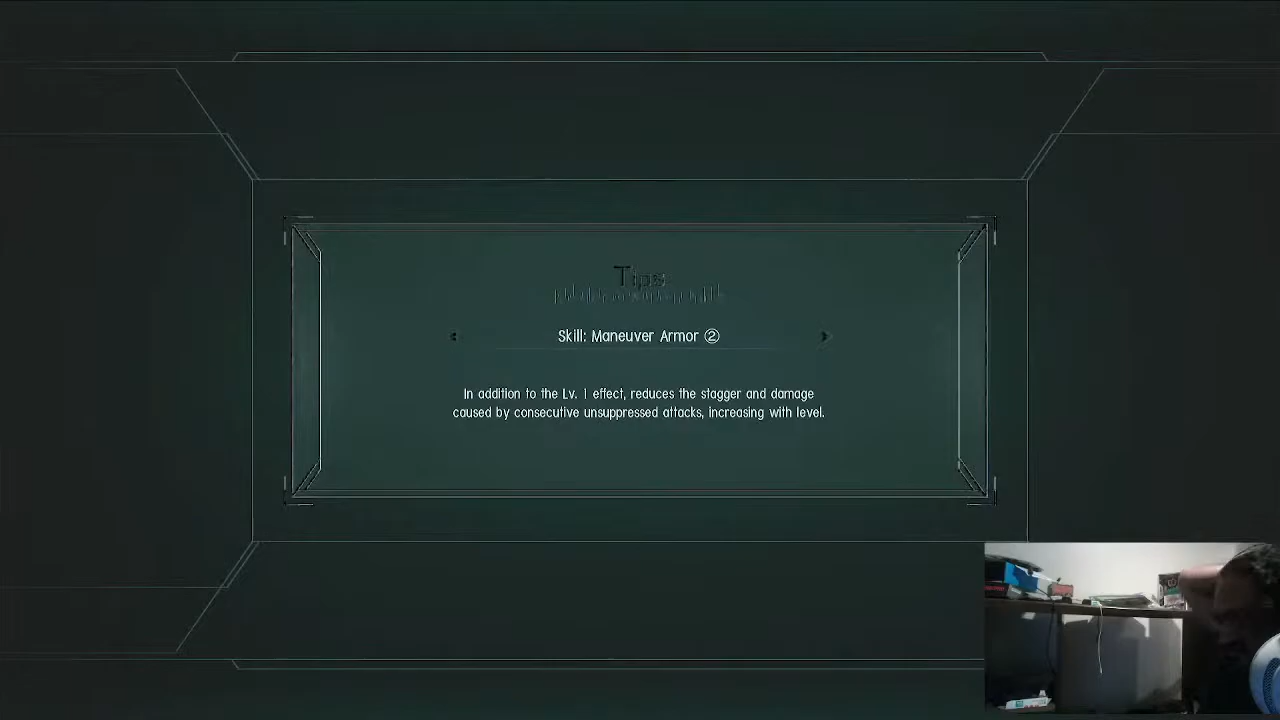 Tips
Skill: Maneuver Armor ②
In addition to the Lv. 1 effect, reduces the stagger and damage
caused by consecutive unsuppressed attacks, increasing with level.